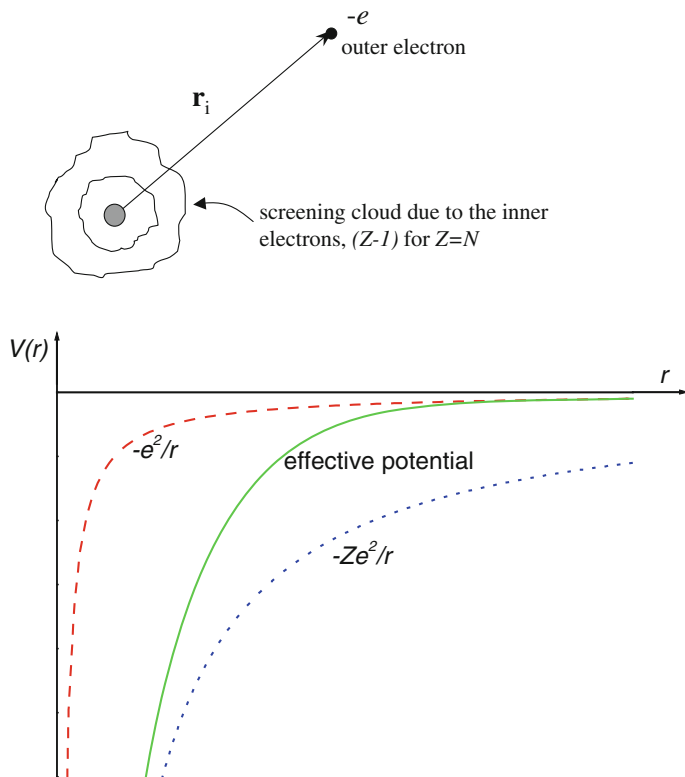 -e
outer electron
r_i
screening cloud due to the inner
electrons, (Z-1) for Z=N
V(r)
r
-e²/r
effective potential
-Ze²/r